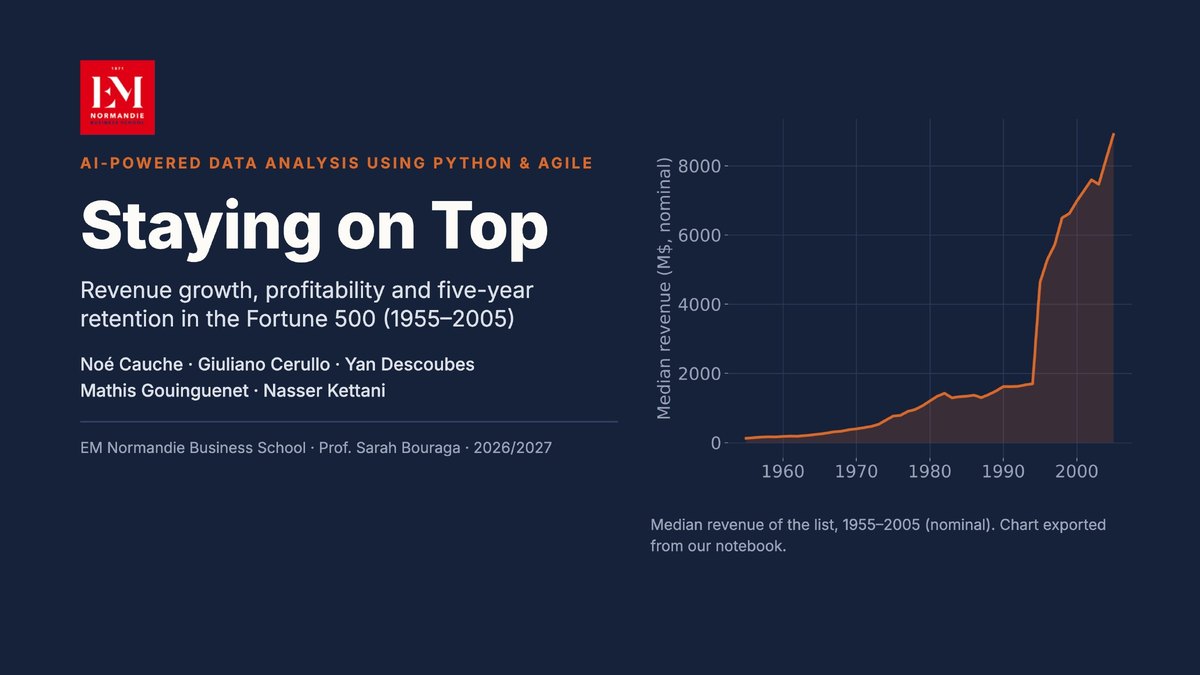 1871
EM
NORMANDIE
BUSINESS SCHOOL
AI-POWERED DATA ANALYSIS USING PYTHON & AGILE
Staying on Top
Revenue growth, profitability and five-year
retention in the Fortune 500 (1955–2005)
Noé Cauche · Giuliano Cerullo · Yan Descoubes
Mathis Gouinguenet · Nasser Kettani
EM Normandie Business School · Prof. Sarah Bouraga · 2026/2027
Median revenue (M$, nominal)
8000
6000
4000
2000
0
1960 1970 1980 1990 2000
Median revenue of the list, 1955–2005 (nominal). Chart exported
from our notebook.